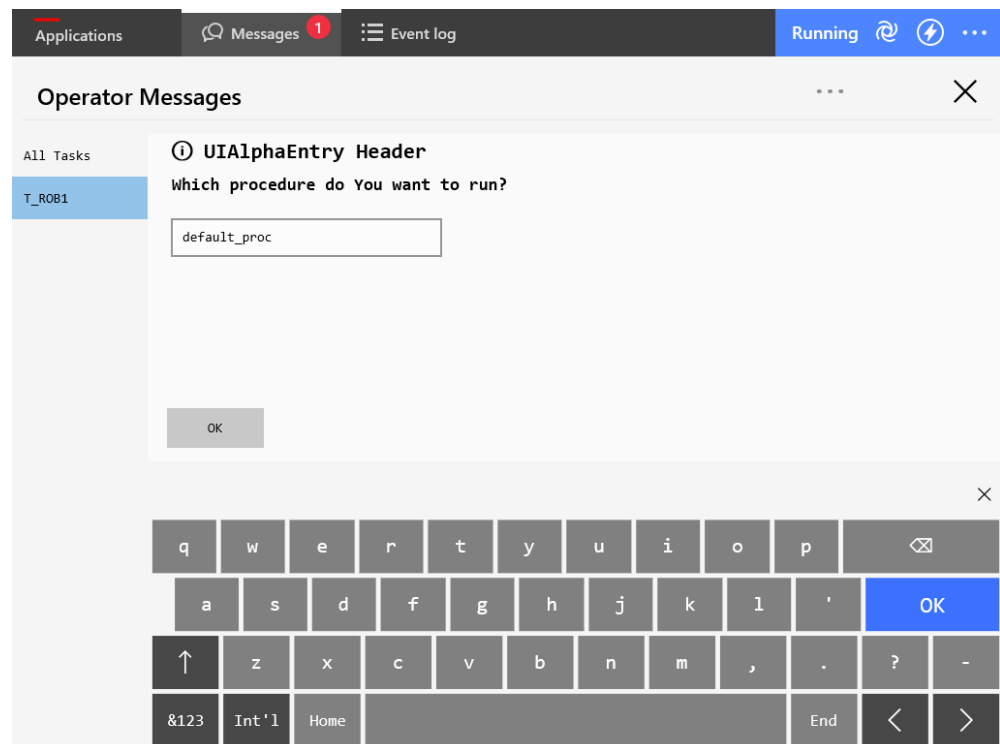 Applications Messages 1 Event log Running
Operator Messages
All Tasks
T_ROB1
UIAlphaEntry Header
Which procedure do You want to run?
default_proc
OK
q w e r t y u i o p
a s d f g h j k l ' OK
z x c v b n m , . ? -
&123 Int'l Home End